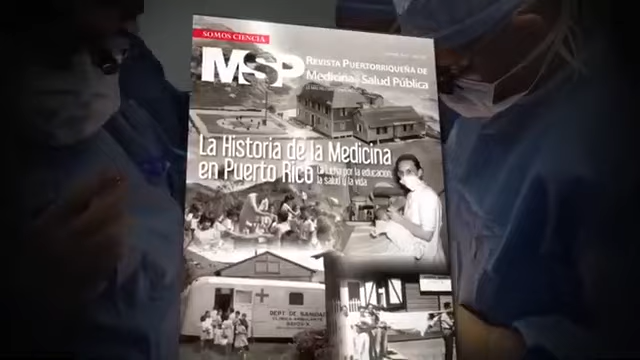 SOMOS CIENCIA
MSP
REVISTA PUERTORRIQUEÑA DE
Medicina y Salud Pública
La Historia de la Medicina
en Puerto Rico
La lucha por la educación,
la salud y la vida
DEPT. DE SANIDAD